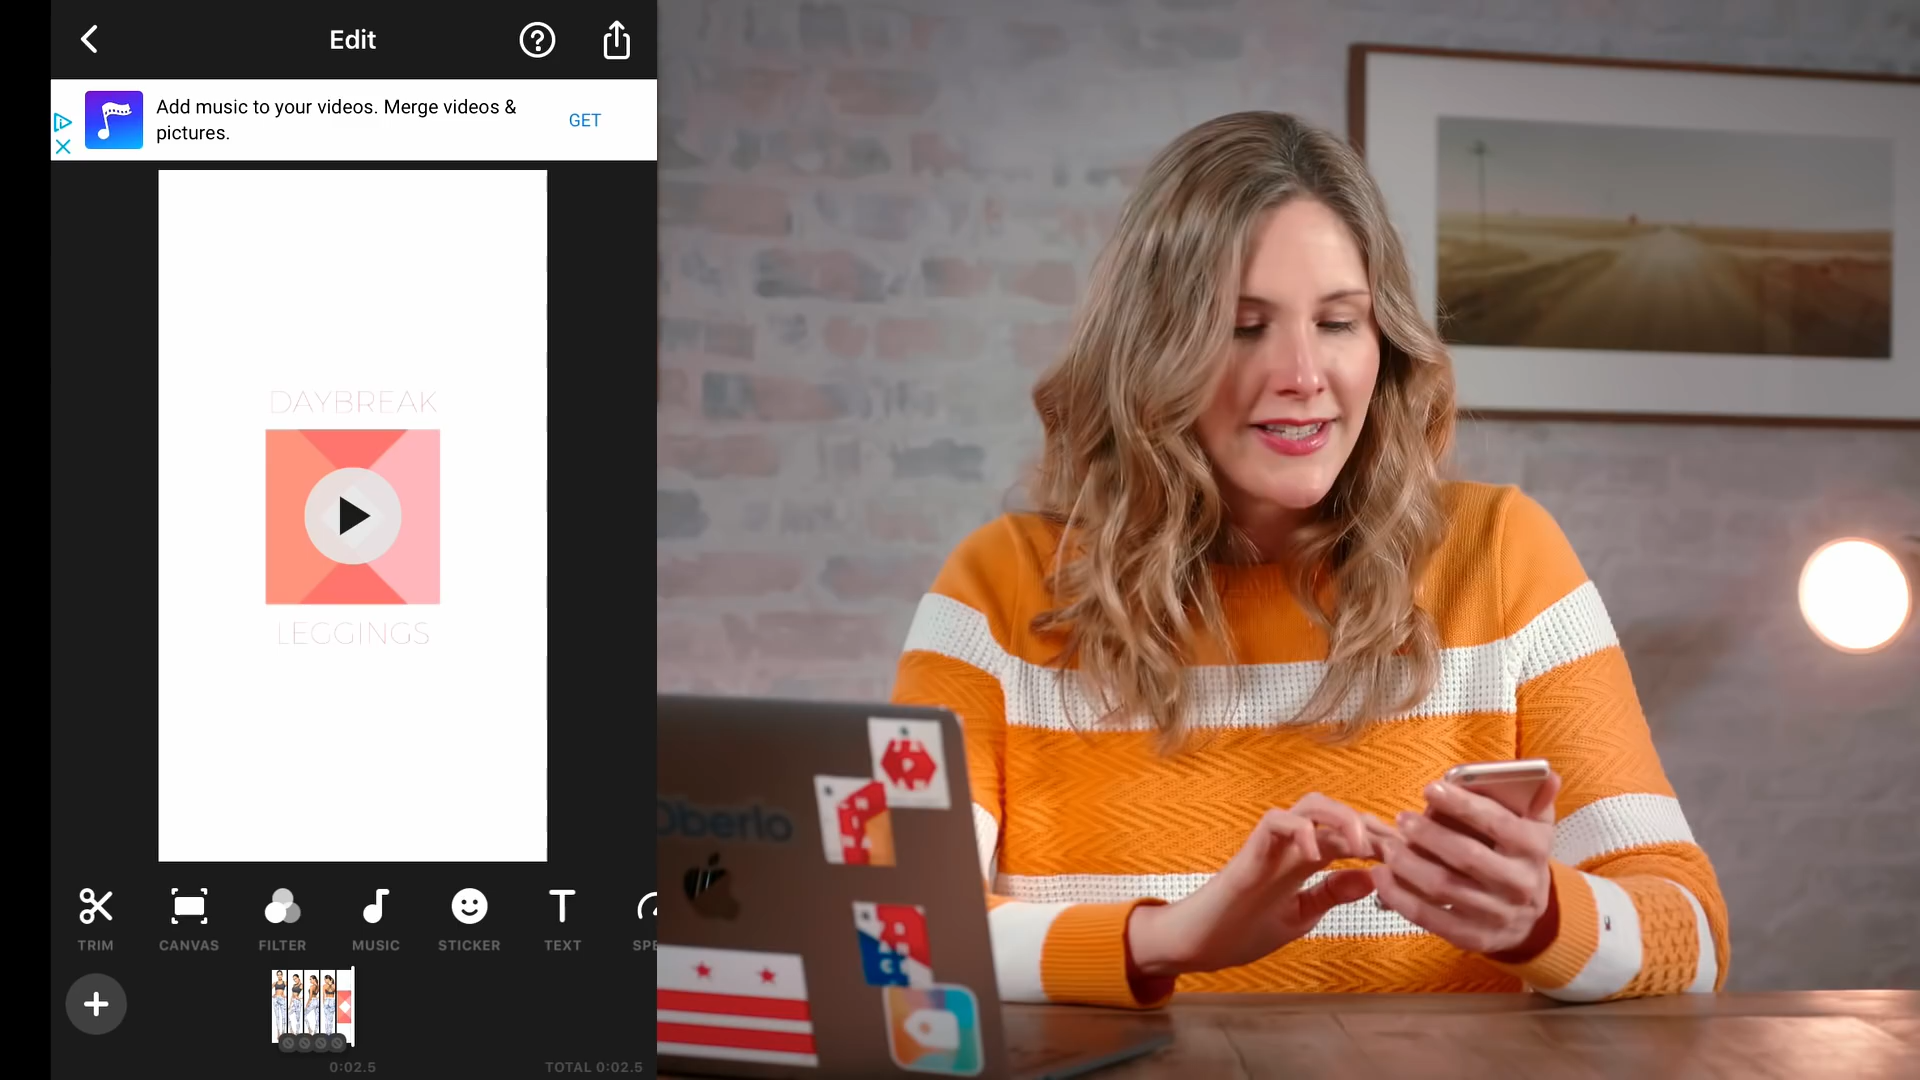 Edit
Add music to your videos. Merge videos &
pictures.
GET
DAYBREAK
LEGGINGS
TRIM
CANVAS
FILTER
MUSIC
STICKER
TEXT
SPE
0:02.5
TOTAL 0:02.5
Oberlo